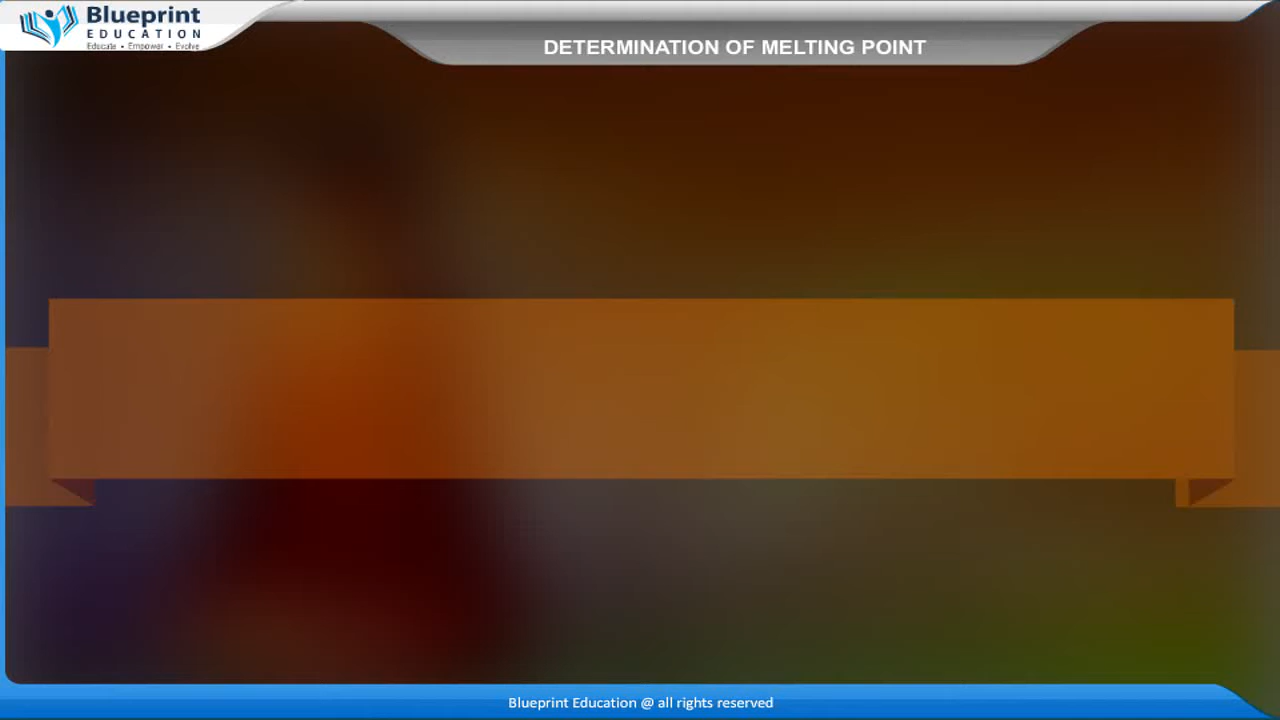 Blueprint
EDUCATION
Educate • Empower • Evolve
DETERMINATION OF MELTING POINT
Blueprint Education @ all rights reserved